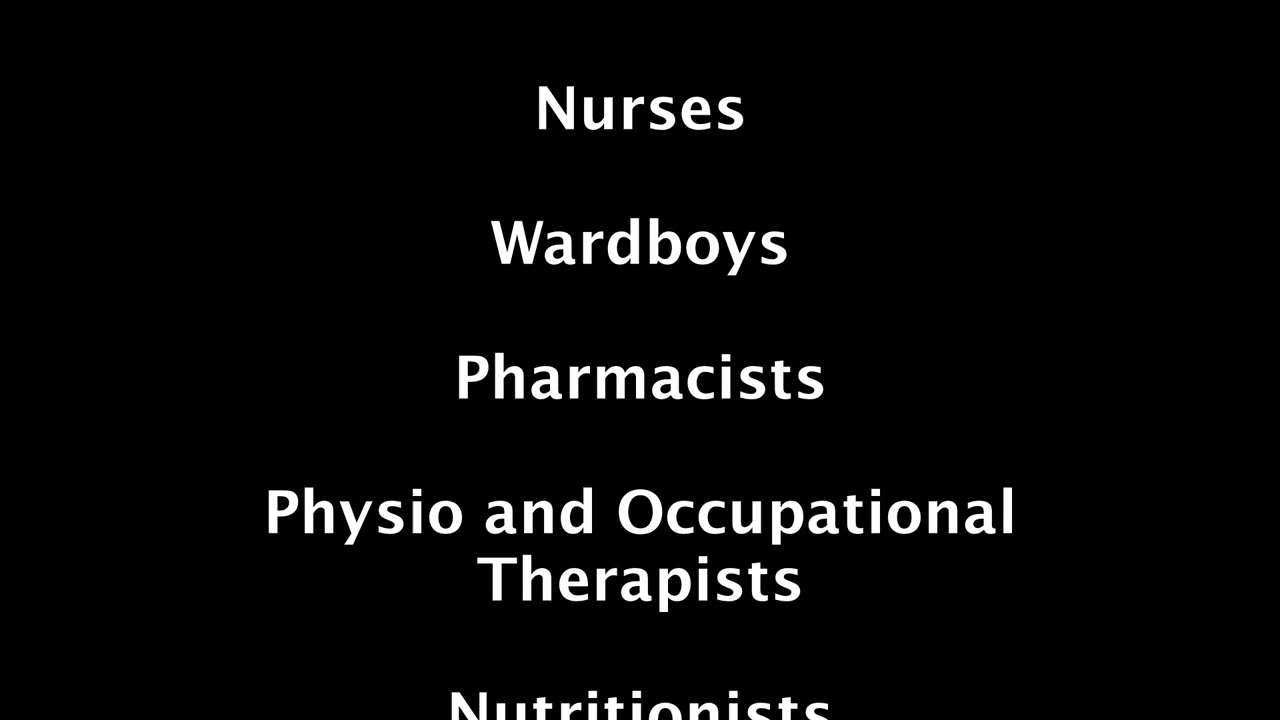 Nurses
Wardboys
Pharmacists
Physio and Occupational
Therapists
Nutritionists